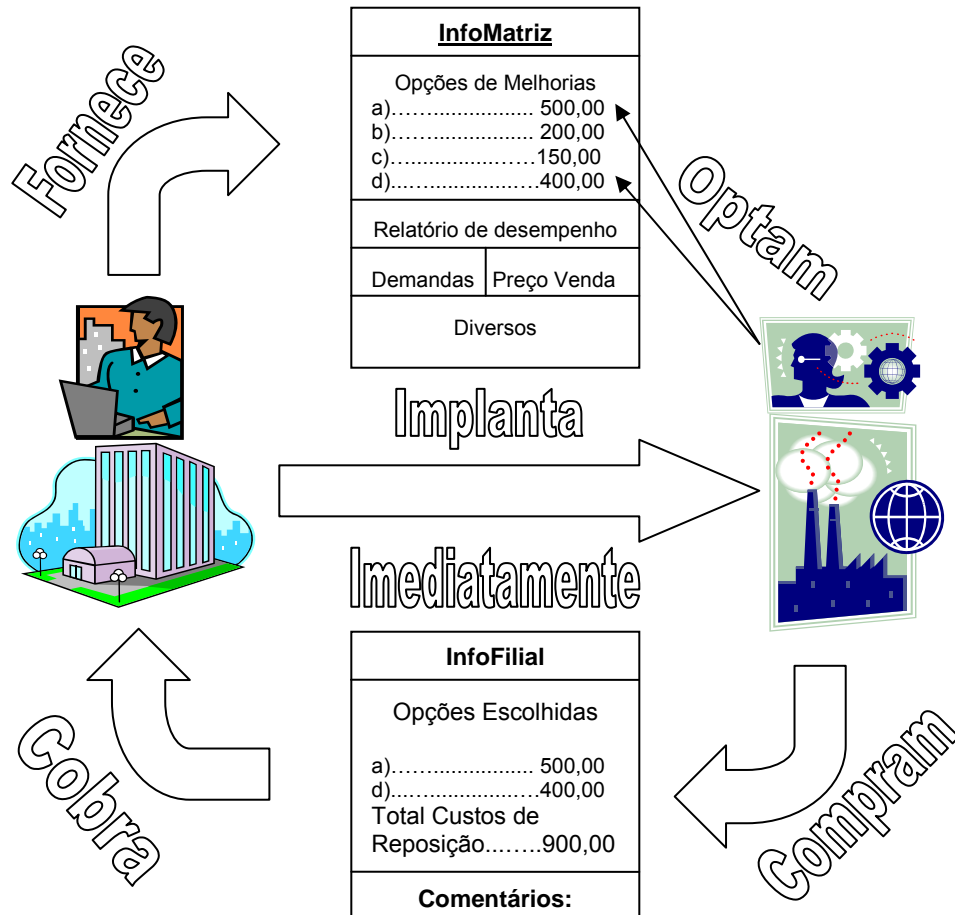 InfoMatriz
Opções de Melhorias
a)…...................... 500,00
b)…...................... 200,00
c)…..................…..150,00
d)...…..................…400,00
Relatório de desempenho
Demandas Preço Venda
Diversos
Fornece
Optam
Implanta
Imediatamente
InfoFilial
Opções Escolhidas
a)…...................... 500,00
d)...…..................…400,00
Total Custos de
Reposição...…..900,00
Comentários:
Cobra
Compram